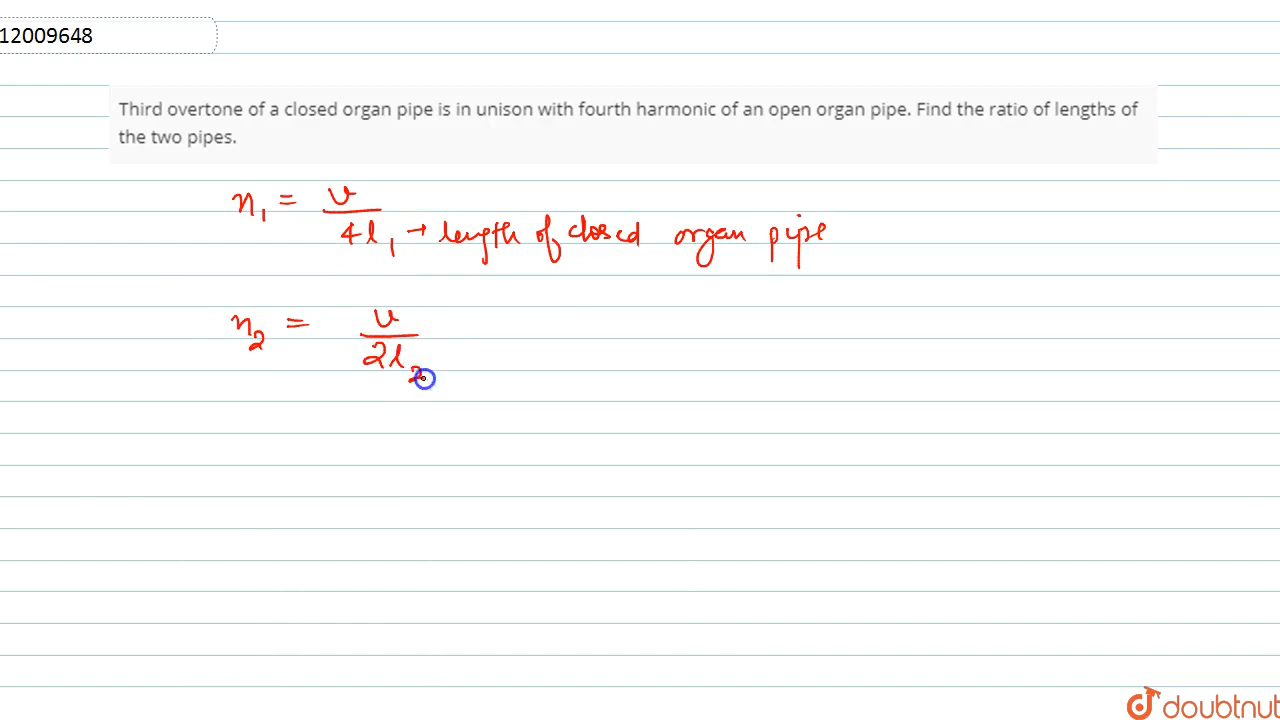 12009648
Third overtone of a closed organ pipe is in unison with fourth harmonic of an open organ pipe. Find the ratio of lengths of
the two pipes.
n₁ = v/4l₁ → length of closed organ pipe
n₂ = v/2l₂
doubtnut